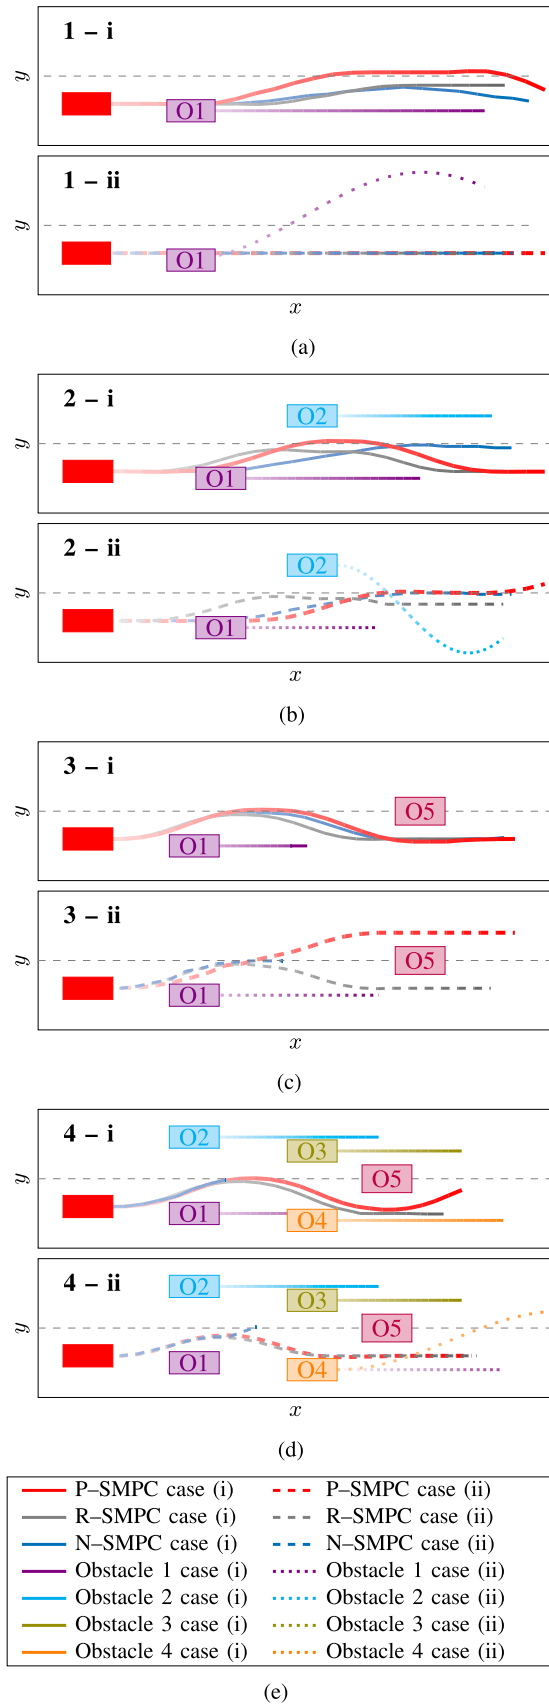 1 – i
y
O1
1 – ii
y
O1
x
(a)
2 – i
O2
y
O1
2 – ii
O2
y
O1
x
(b)
3 – i
y
O5
O1
3 – ii
y
O5
O1
x
(c)
4 – i
O2
O3
y
O5
O1
O4
4 – ii
O2
O3
y
O5
O1
O4
x
(d)
P–SMPC case (i) P–SMPC case (ii)
R–SMPC case (i) R–SMPC case (ii)
N–SMPC case (i) N–SMPC case (ii)
Obstacle 1 case (i) Obstacle 1 case (ii)
Obstacle 2 case (i) Obstacle 2 case (ii)
Obstacle 3 case (i) Obstacle 3 case (ii)
Obstacle 4 case (i) Obstacle 4 case (ii)
(e)